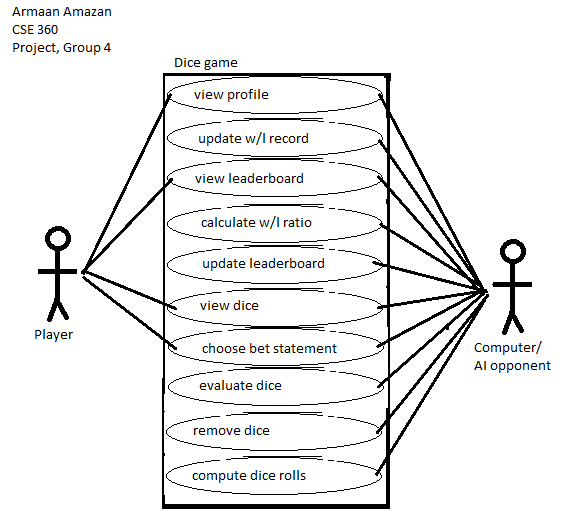 Armaan Amazan
CSE 360
Project, Group 4
Dice game
view profile
update w/l record
view leaderboard
calculate w/l ratio
update leaderboard
view dice
choose bet statement
evaluate dice
remove dice
compute dice rolls
Player
Computer/
AI opponent